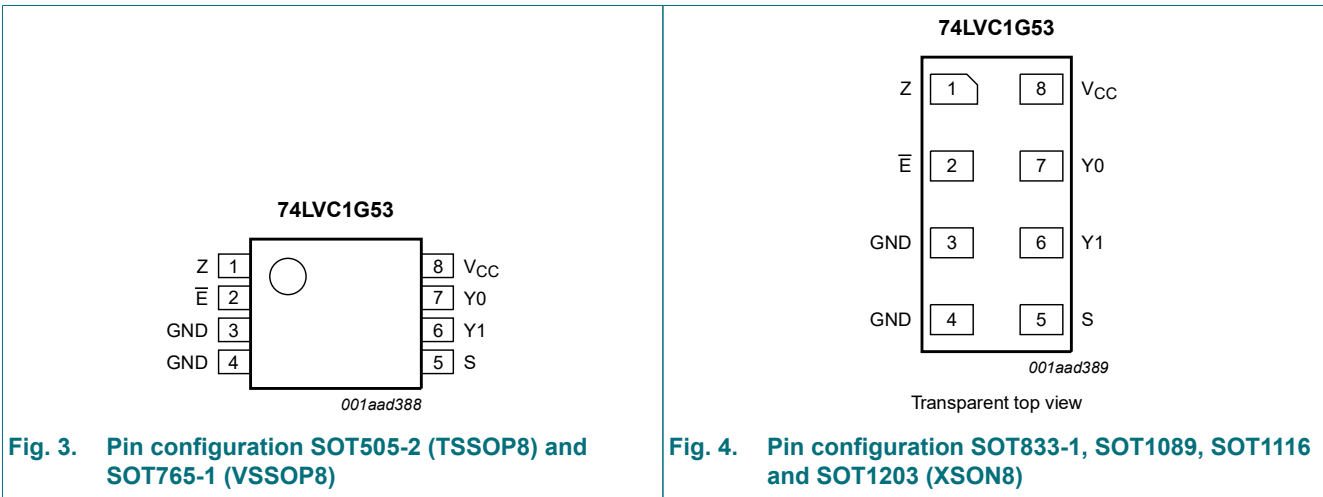 74LVC1G53
Z 1 8 VCC
E̅ 2 7 Y0
GND 3 6 Y1
GND 4 5 S
001aad388
Fig. 3. Pin configuration SOT505-2 (TSSOP8) and
SOT765-1 (VSSOP8)
74LVC1G53
Z 1 8 VCC
E̅ 2 7 Y0
GND 3 6 Y1
GND 4 5 S
001aad389
Transparent top view
Fig. 4. Pin configuration SOT833-1, SOT1089, SOT1116
and SOT1203 (XSON8)